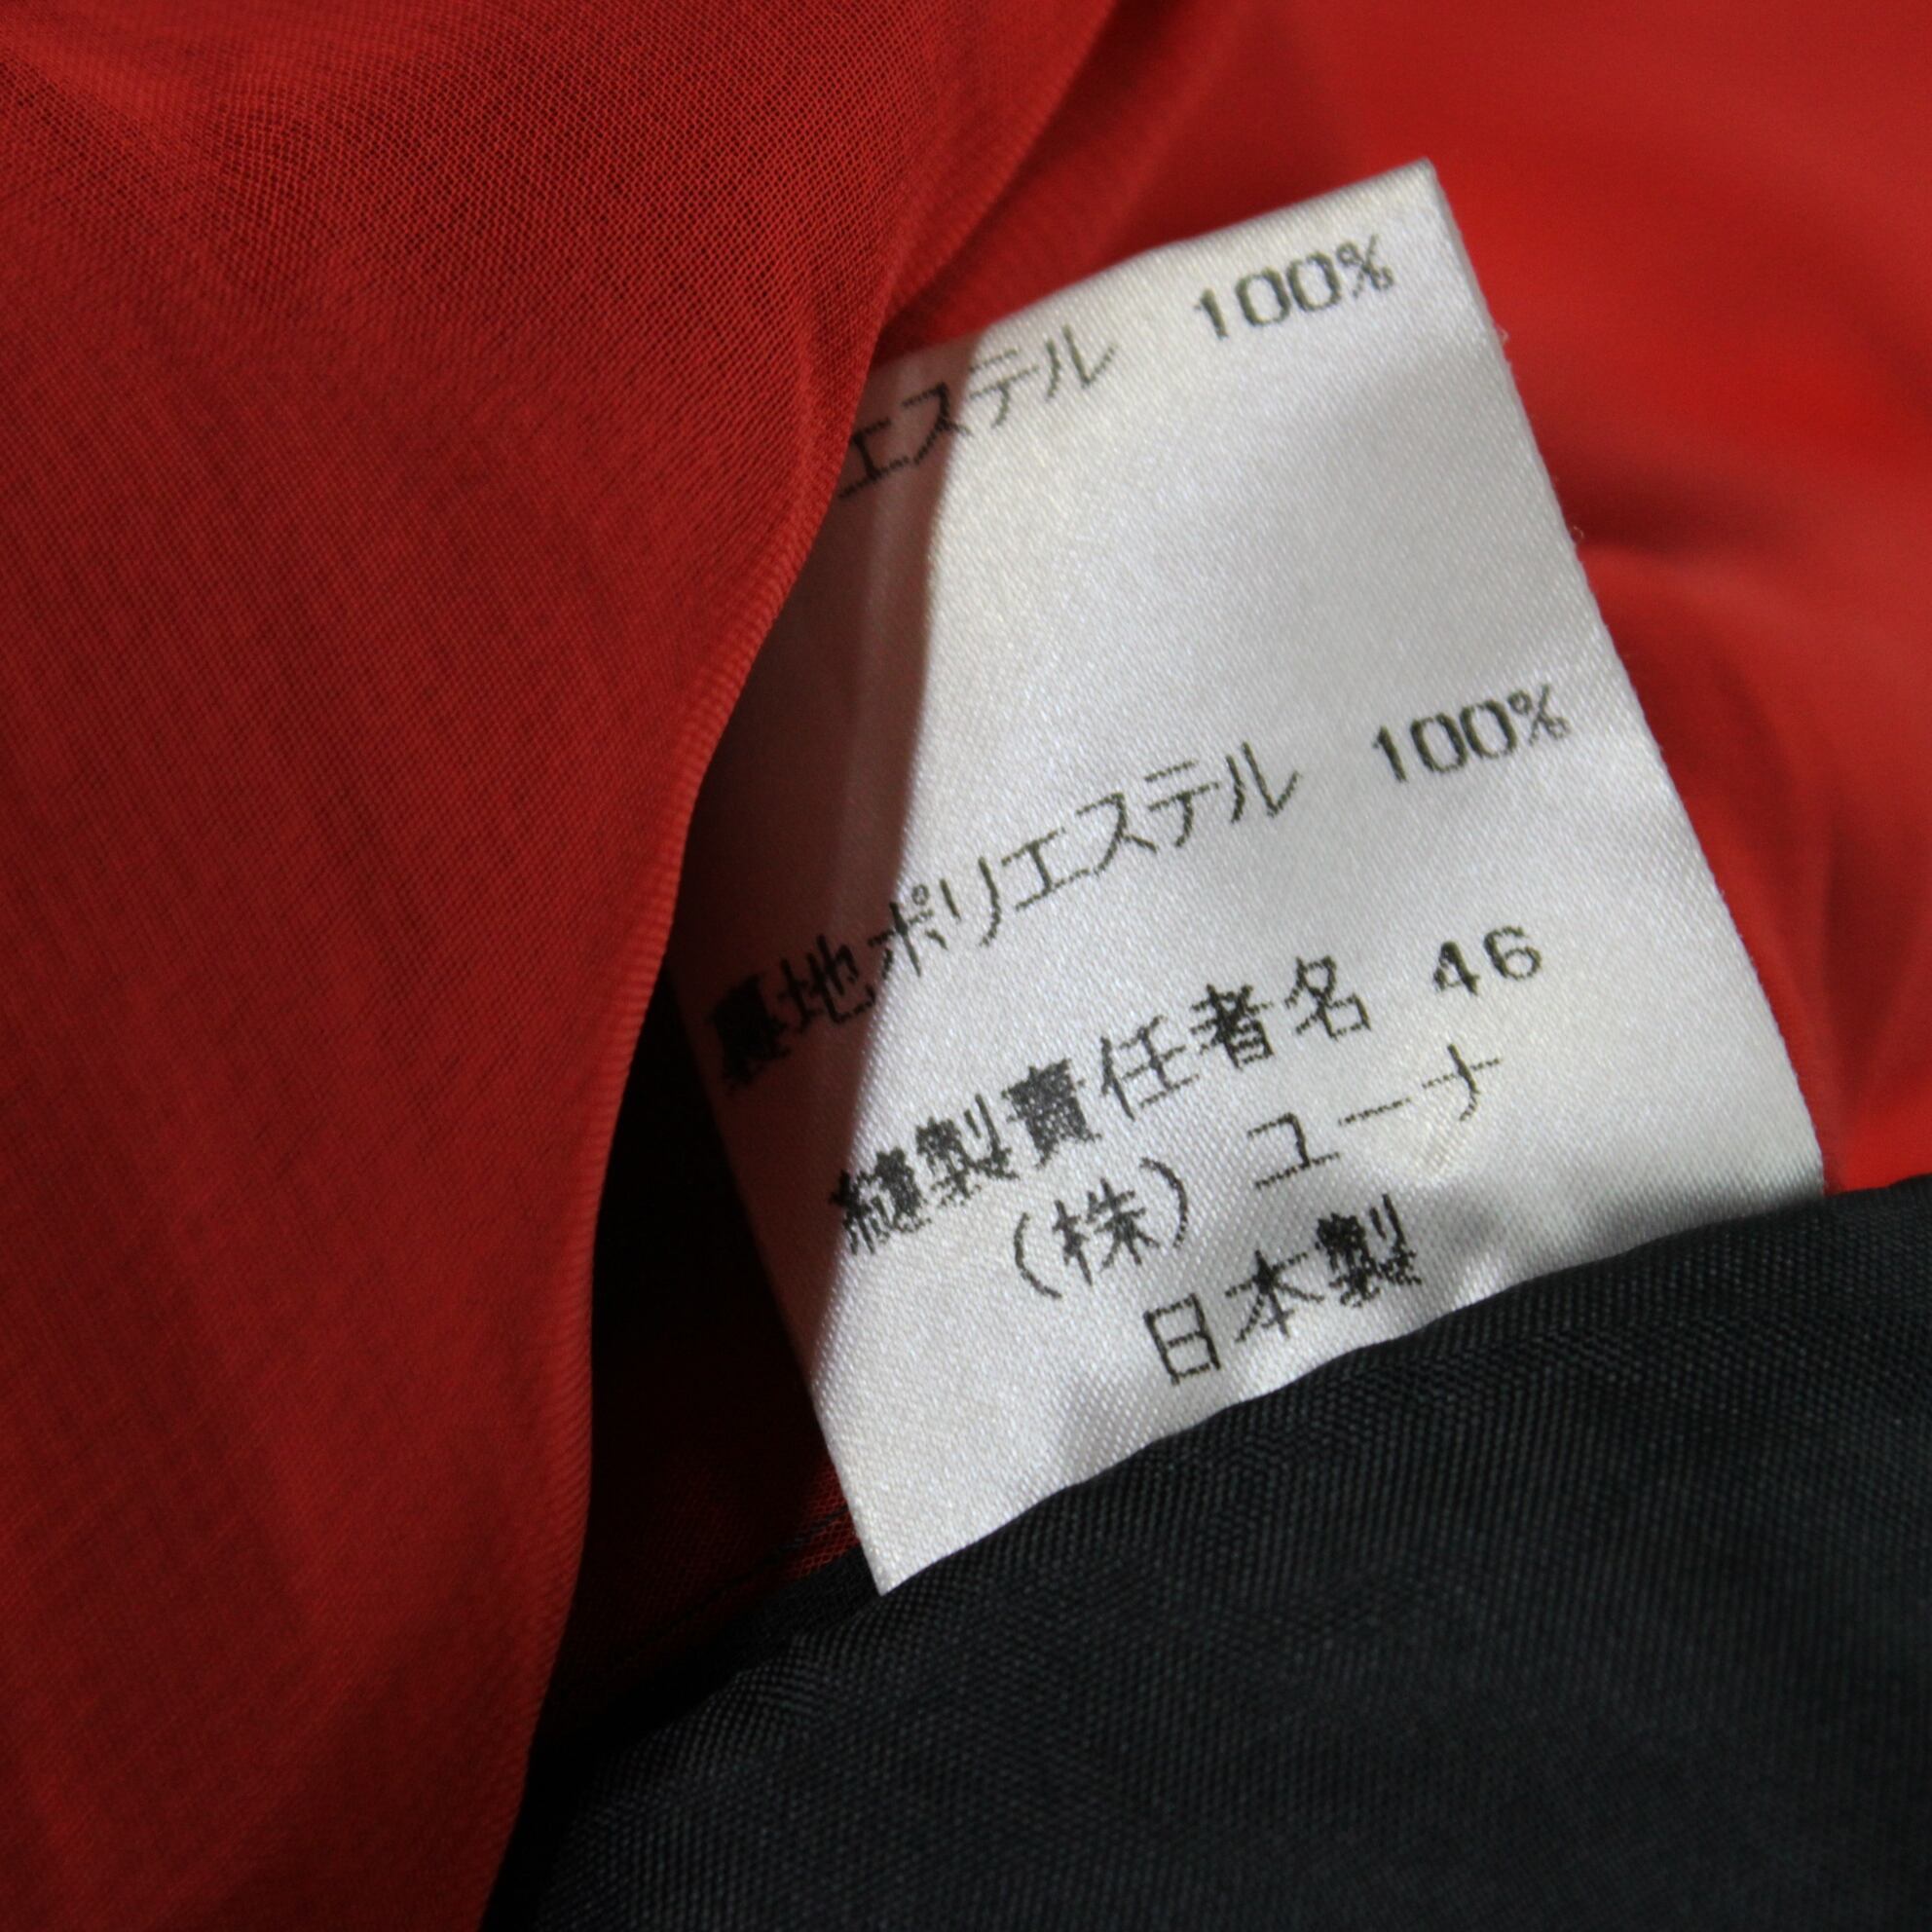 エステル 100%
裏地ポリエステル 100%
縫製責任者名 46
(株) ユーナ
日本製